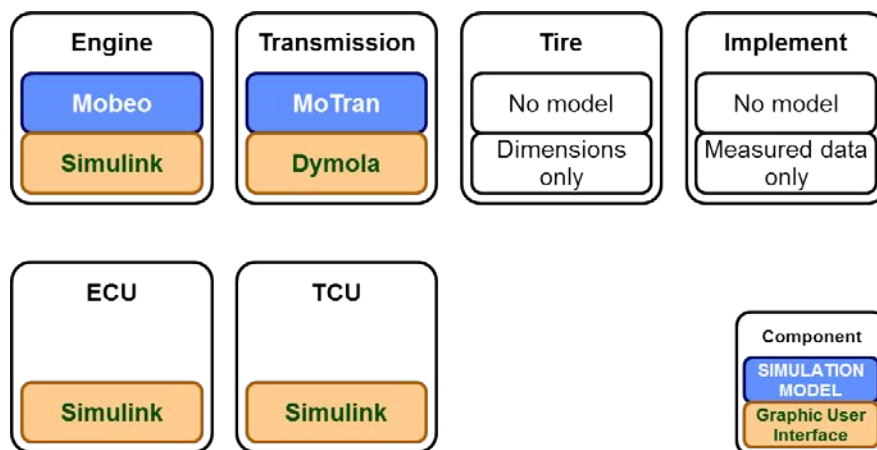 Engine
Mobeo
Simulink
Transmission
MoTran
Dymola
Tire
No model
Dimensions
only
Implement
No model
Measured data
only
ECU
Simulink
TCU
Simulink
Component
SIMULATION
MODEL
Graphic User
Interface